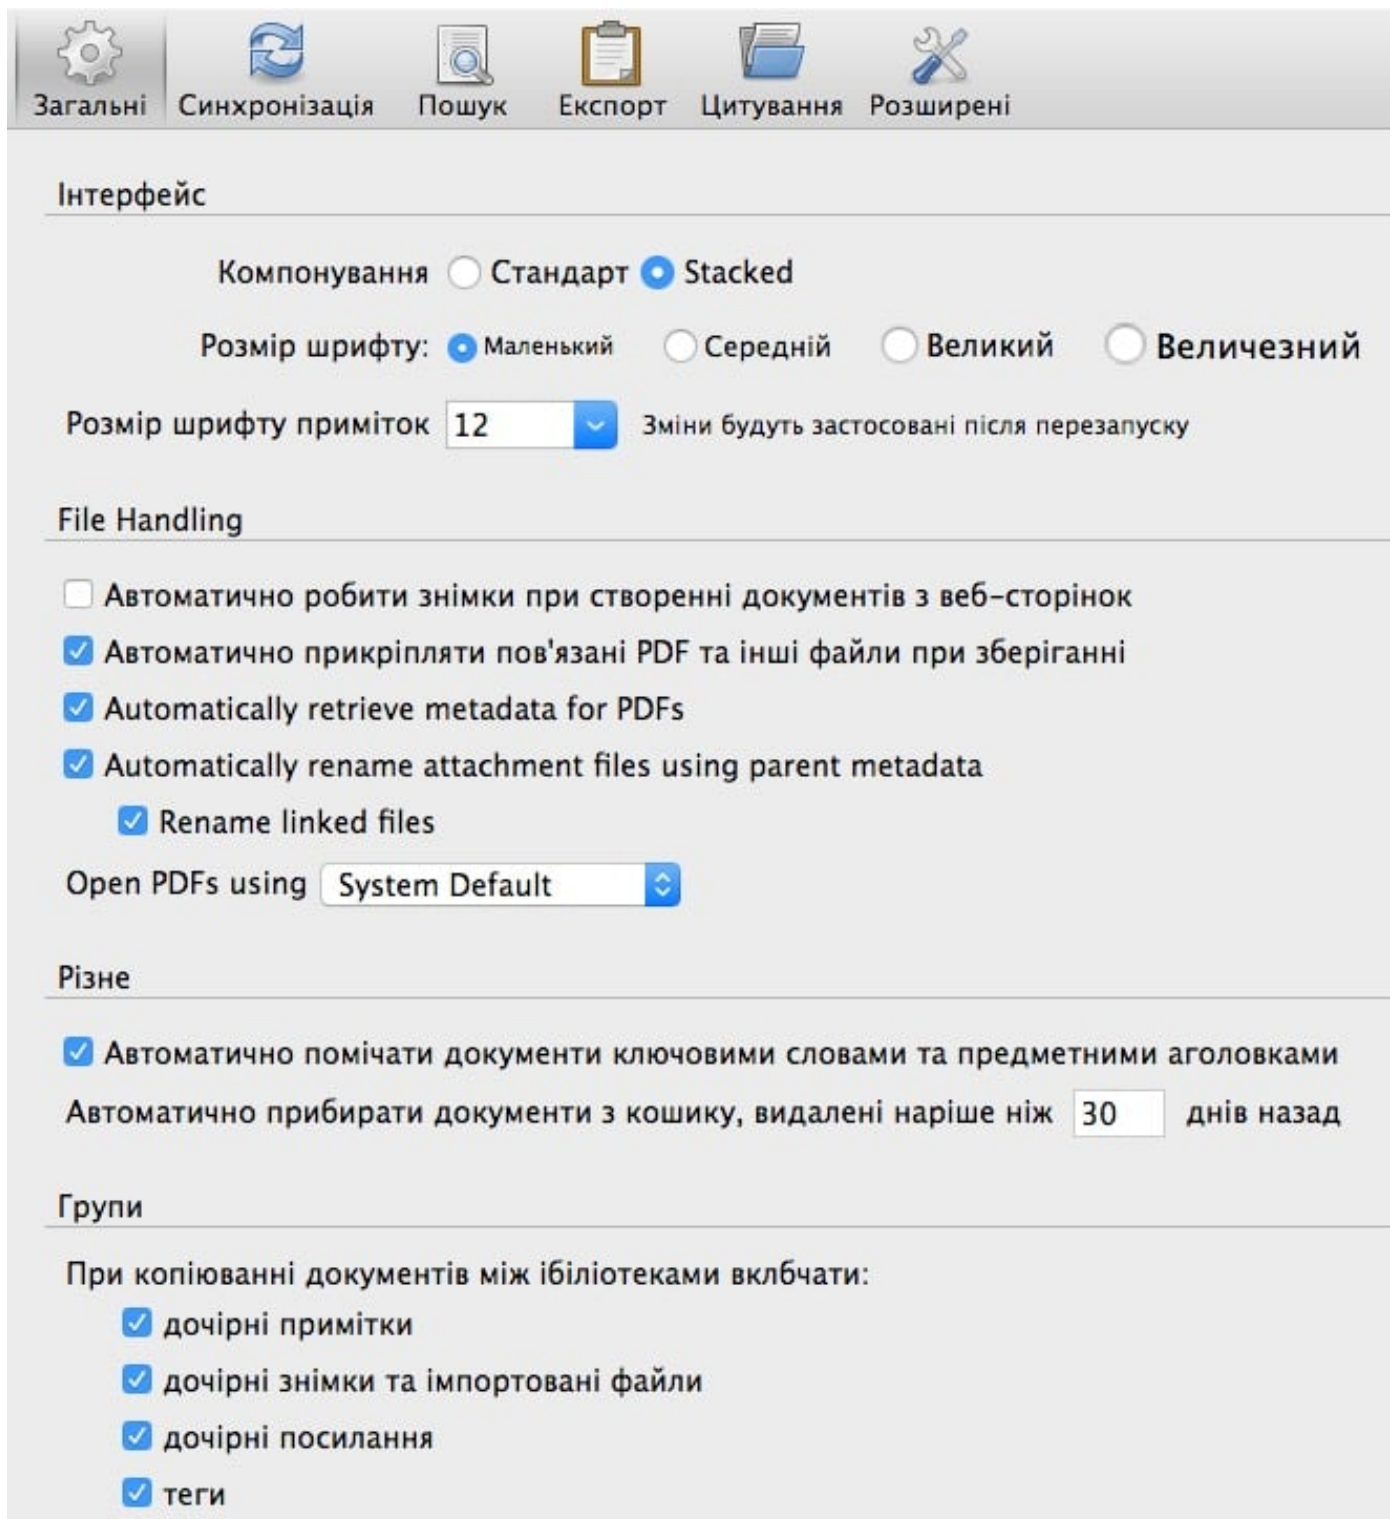 Загальні Синхронізація Пошук Експорт Цитування Розширені
Інтерфейс
Компонування Стандарт Stacked
Розмір шрифту: Маленький Середній Великий Величезний
Розмір шрифту приміток 12 Зміни будуть застосовані після перезапуску
File Handling
Автоматично робити знімки при створенні документів з веб-сторінок
Автоматично прикріпляти пов'язані PDF та інші файли при зберіганні
Automatically retrieve metadata for PDFs
Automatically rename attachment files using parent metadata
Rename linked files
Open PDFs using System Default
Різне
Автоматично помічати документи ключовими словами та предметними аголовками
Автоматично прибирати документи з кошику, видалені наріше ніж 30 днів назад
Групи
При копіюванні документів між ібіліотеками вклбчати:
дочірні примітки
дочірні знімки та імпортовані файли
дочірні посилання
теги